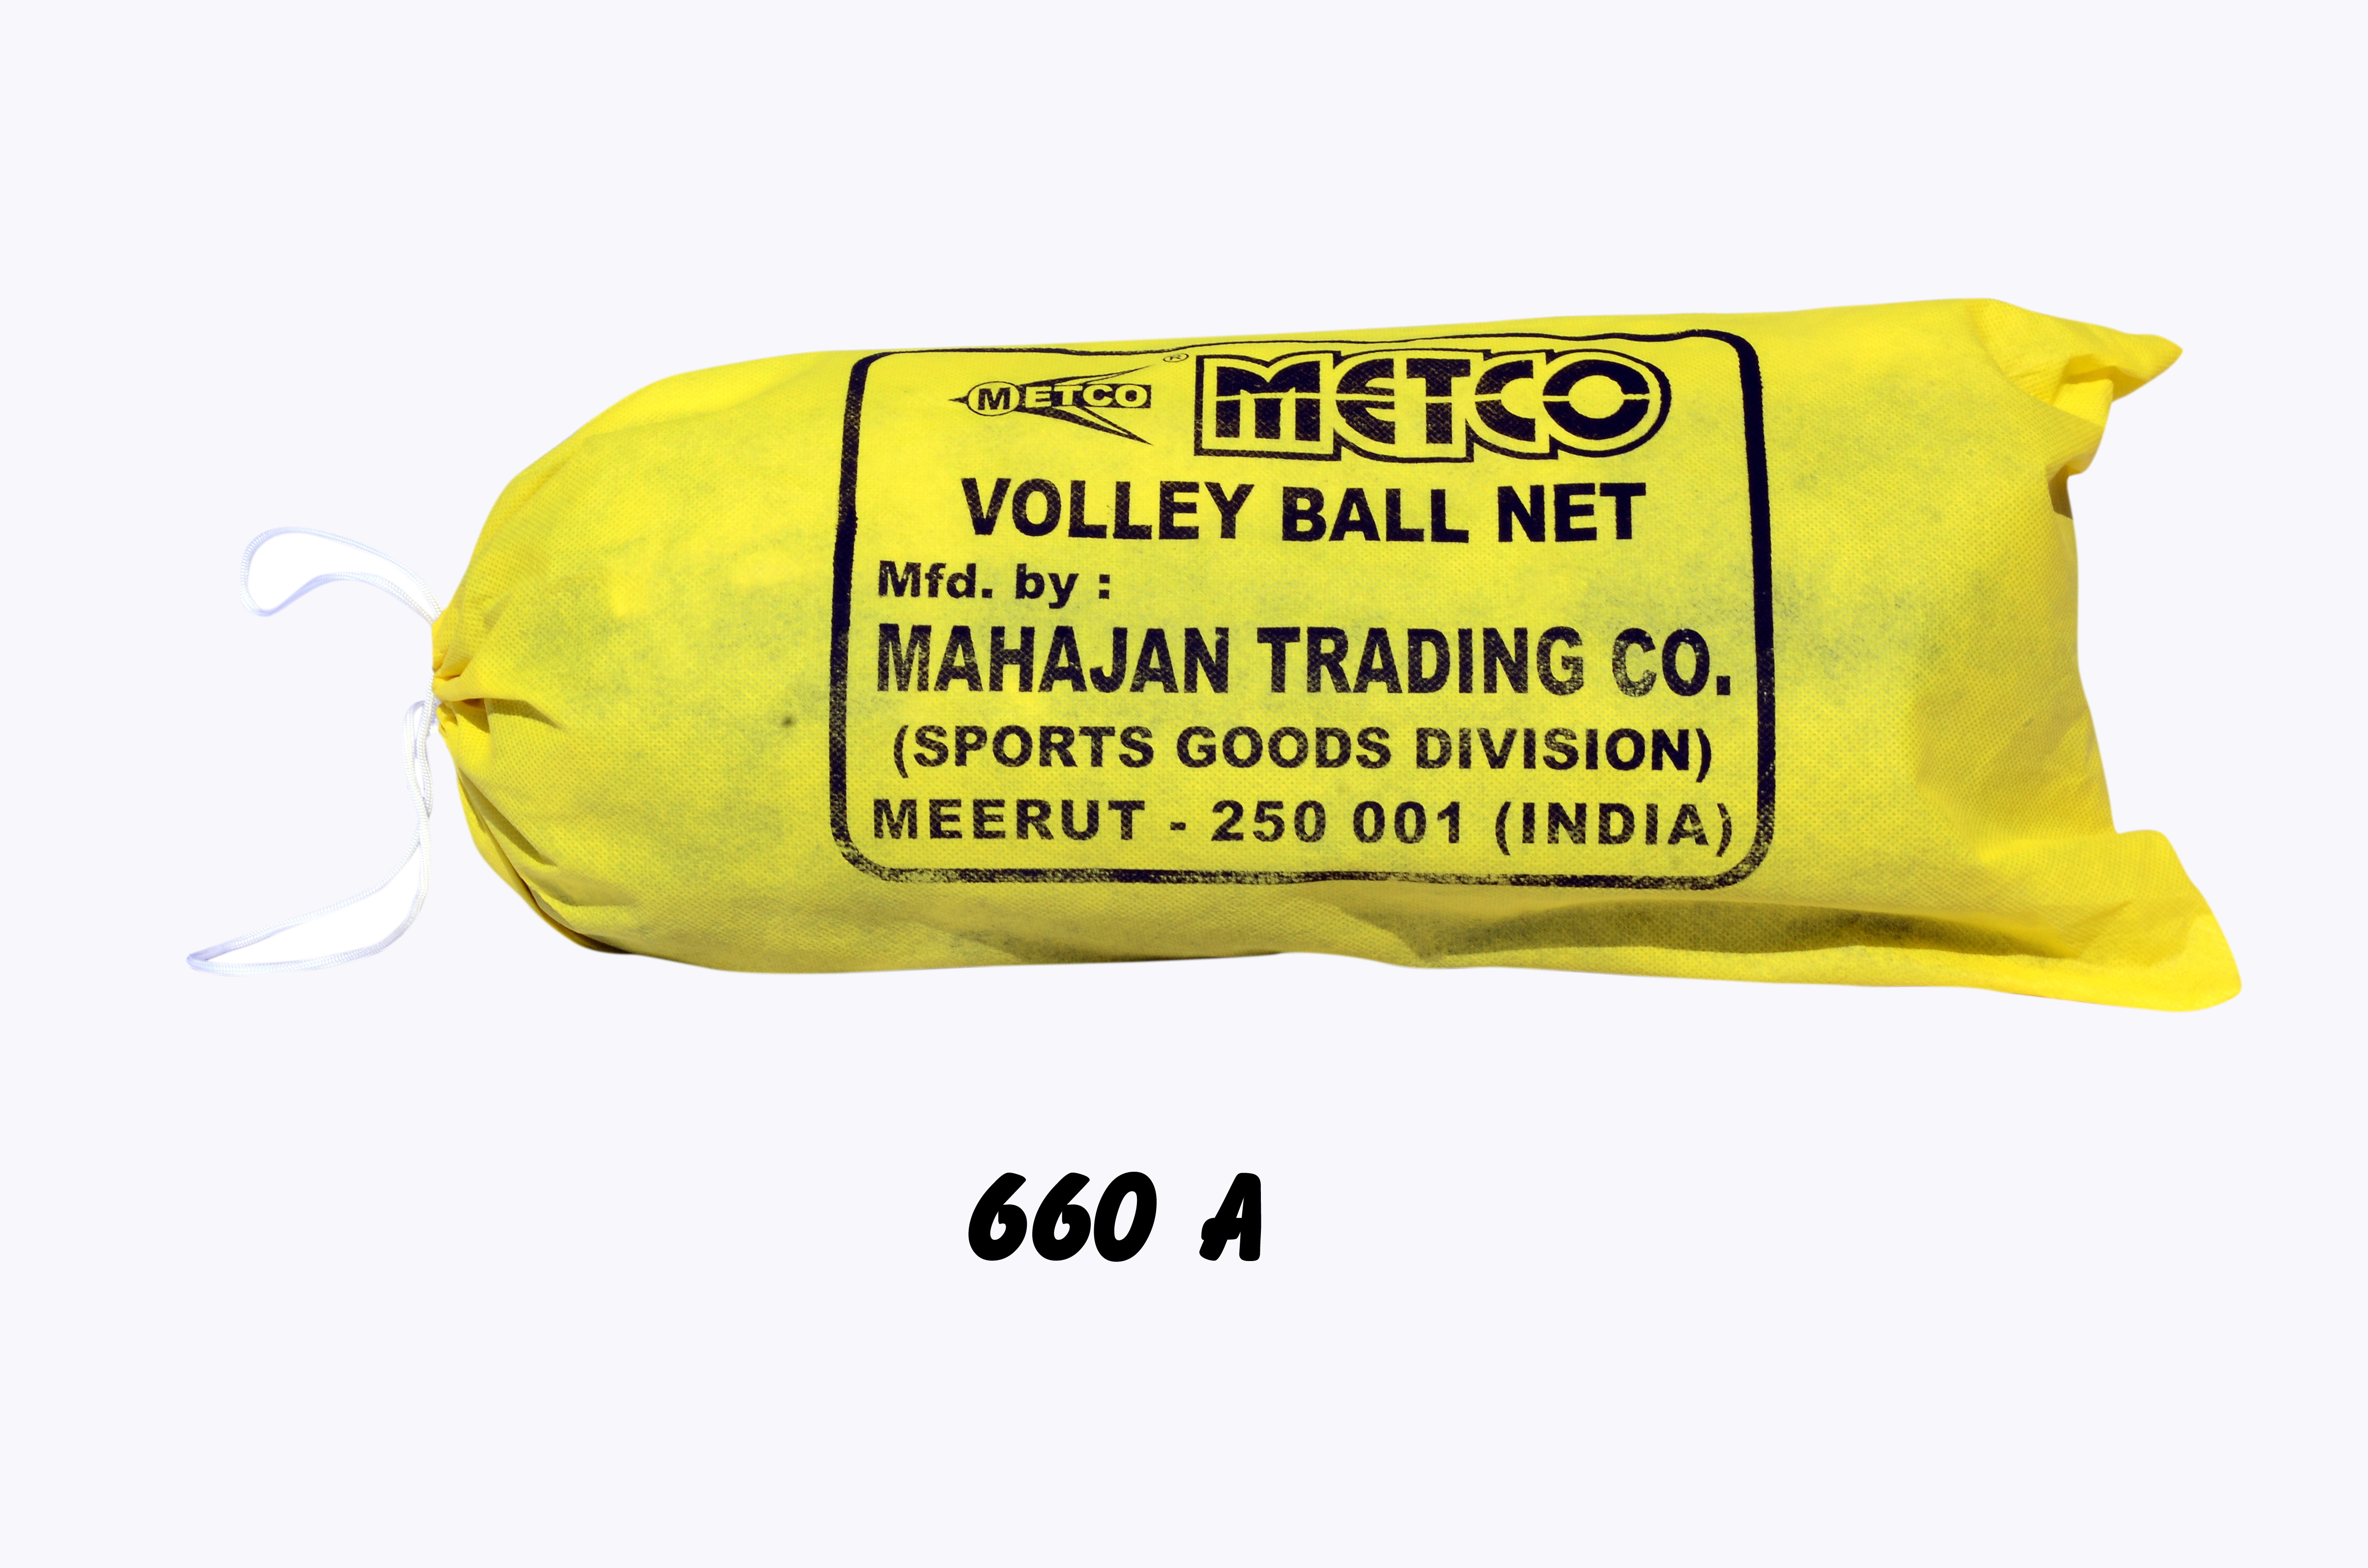 METCO ® METCO
VOLLEY BALL NET
Mfd. by :
MAHAJAN TRADING CO.
(SPORTS GOODS DIVISION)
MEERUT - 250 001 (INDIA)
660 A